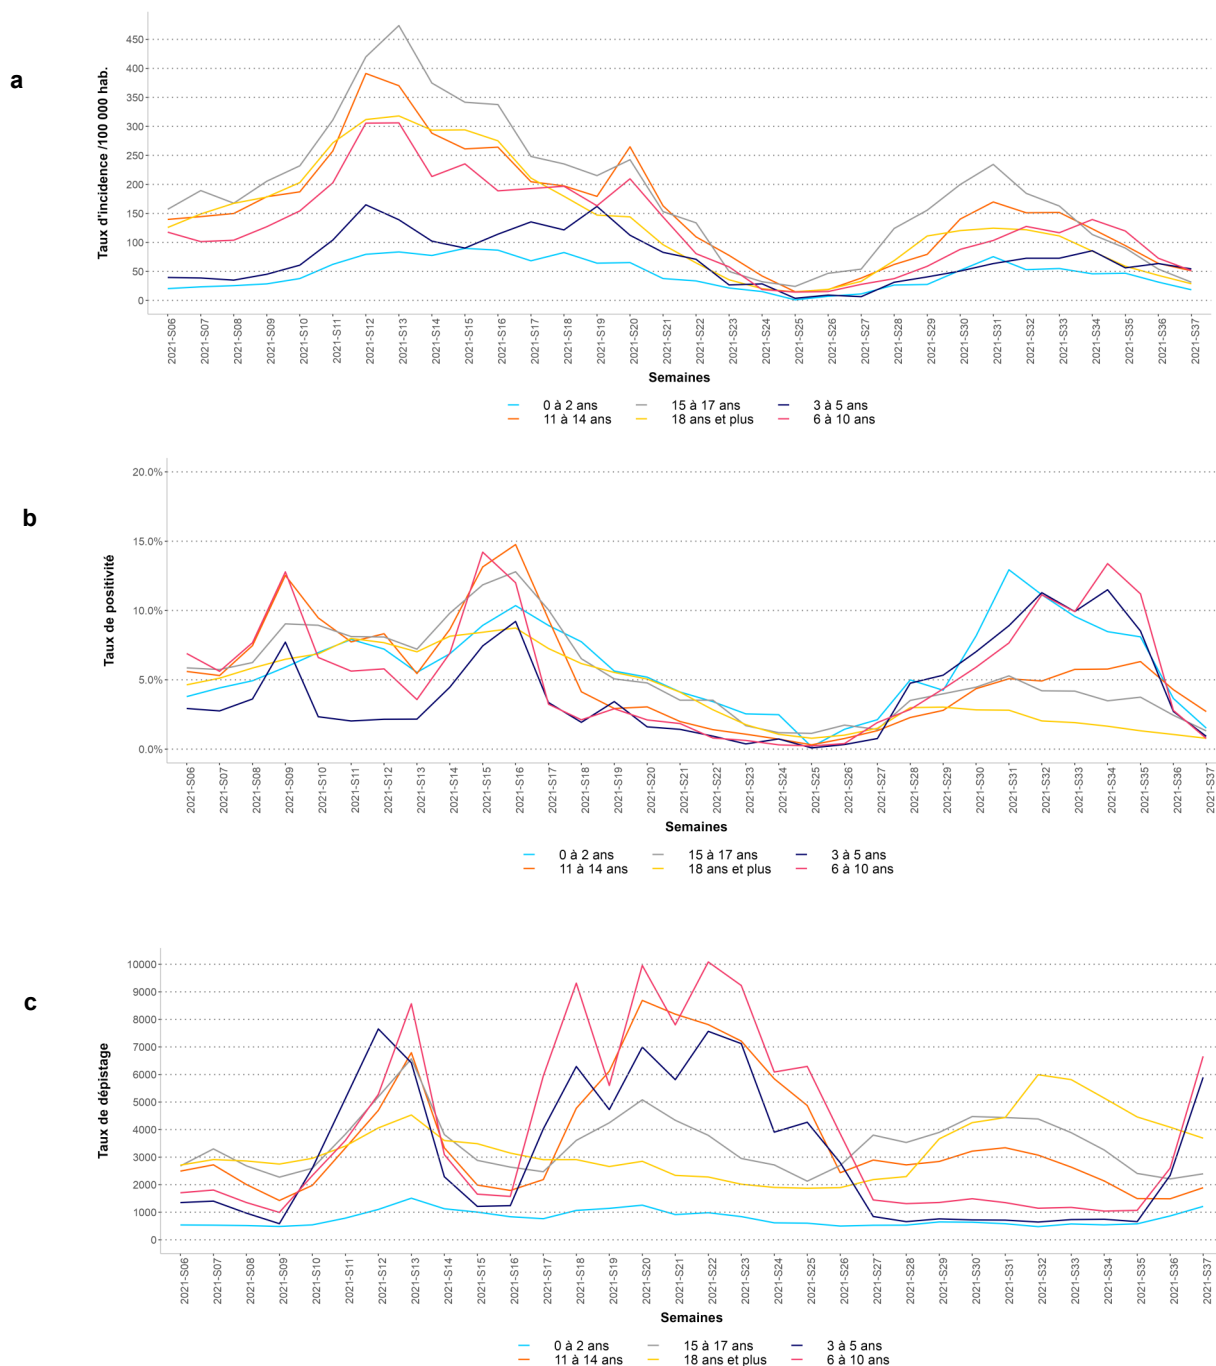 a
Taux d'incidence /100 000 hab.
450
400
350
300
250
200
150
100
50
0
2021-S06 2021-S07 2021-S08 2021-S09 2021-S10 2021-S11 2021-S12 2021-S13 2021-S14 2021-S15 2021-S16 2021-S17 2021-S18 2021-S19 2021-S20 2021-S21 2021-S22 2021-S23 2021-S24 2021-S25 2021-S26 2021-S27 2021-S28 2021-S29 2021-S30 2021-S31 2021-S32 2021-S33 2021-S34 2021-S35 2021-S36 2021-S37
Semaines
0 à 2 ans 15 à 17 ans 3 à 5 ans
11 à 14 ans 18 ans et plus 6 à 10 ans
b
Taux de positivité
20.0%
15.0%
10.0%
5.0%
0.0%
2021-S06 2021-S07 2021-S08 2021-S09 2021-S10 2021-S11 2021-S12 2021-S13 2021-S14 2021-S15 2021-S16 2021-S17 2021-S18 2021-S19 2021-S20 2021-S21 2021-S22 2021-S23 2021-S24 2021-S25 2021-S26 2021-S27 2021-S28 2021-S29 2021-S30 2021-S31 2021-S32 2021-S33 2021-S34 2021-S35 2021-S36 2021-S37
Semaines
0 à 2 ans 15 à 17 ans 3 à 5 ans
11 à 14 ans 18 ans et plus 6 à 10 ans
c
Taux de dépistage
10000
9000
8000
7000
6000
5000
4000
3000
2000
1000
0
2021-S06 2021-S07 2021-S08 2021-S09 2021-S10 2021-S11 2021-S12 2021-S13 2021-S14 2021-S15 2021-S16 2021-S17 2021-S18 2021-S19 2021-S20 2021-S21 2021-S22 2021-S23 2021-S24 2021-S25 2021-S26 2021-S27 2021-S28 2021-S29 2021-S30 2021-S31 2021-S32 2021-S33 2021-S34 2021-S35 2021-S36 2021-S37
Semaines
0 à 2 ans 15 à 17 ans 3 à 5 ans
11 à 14 ans 18 ans et plus 6 à 10 ans